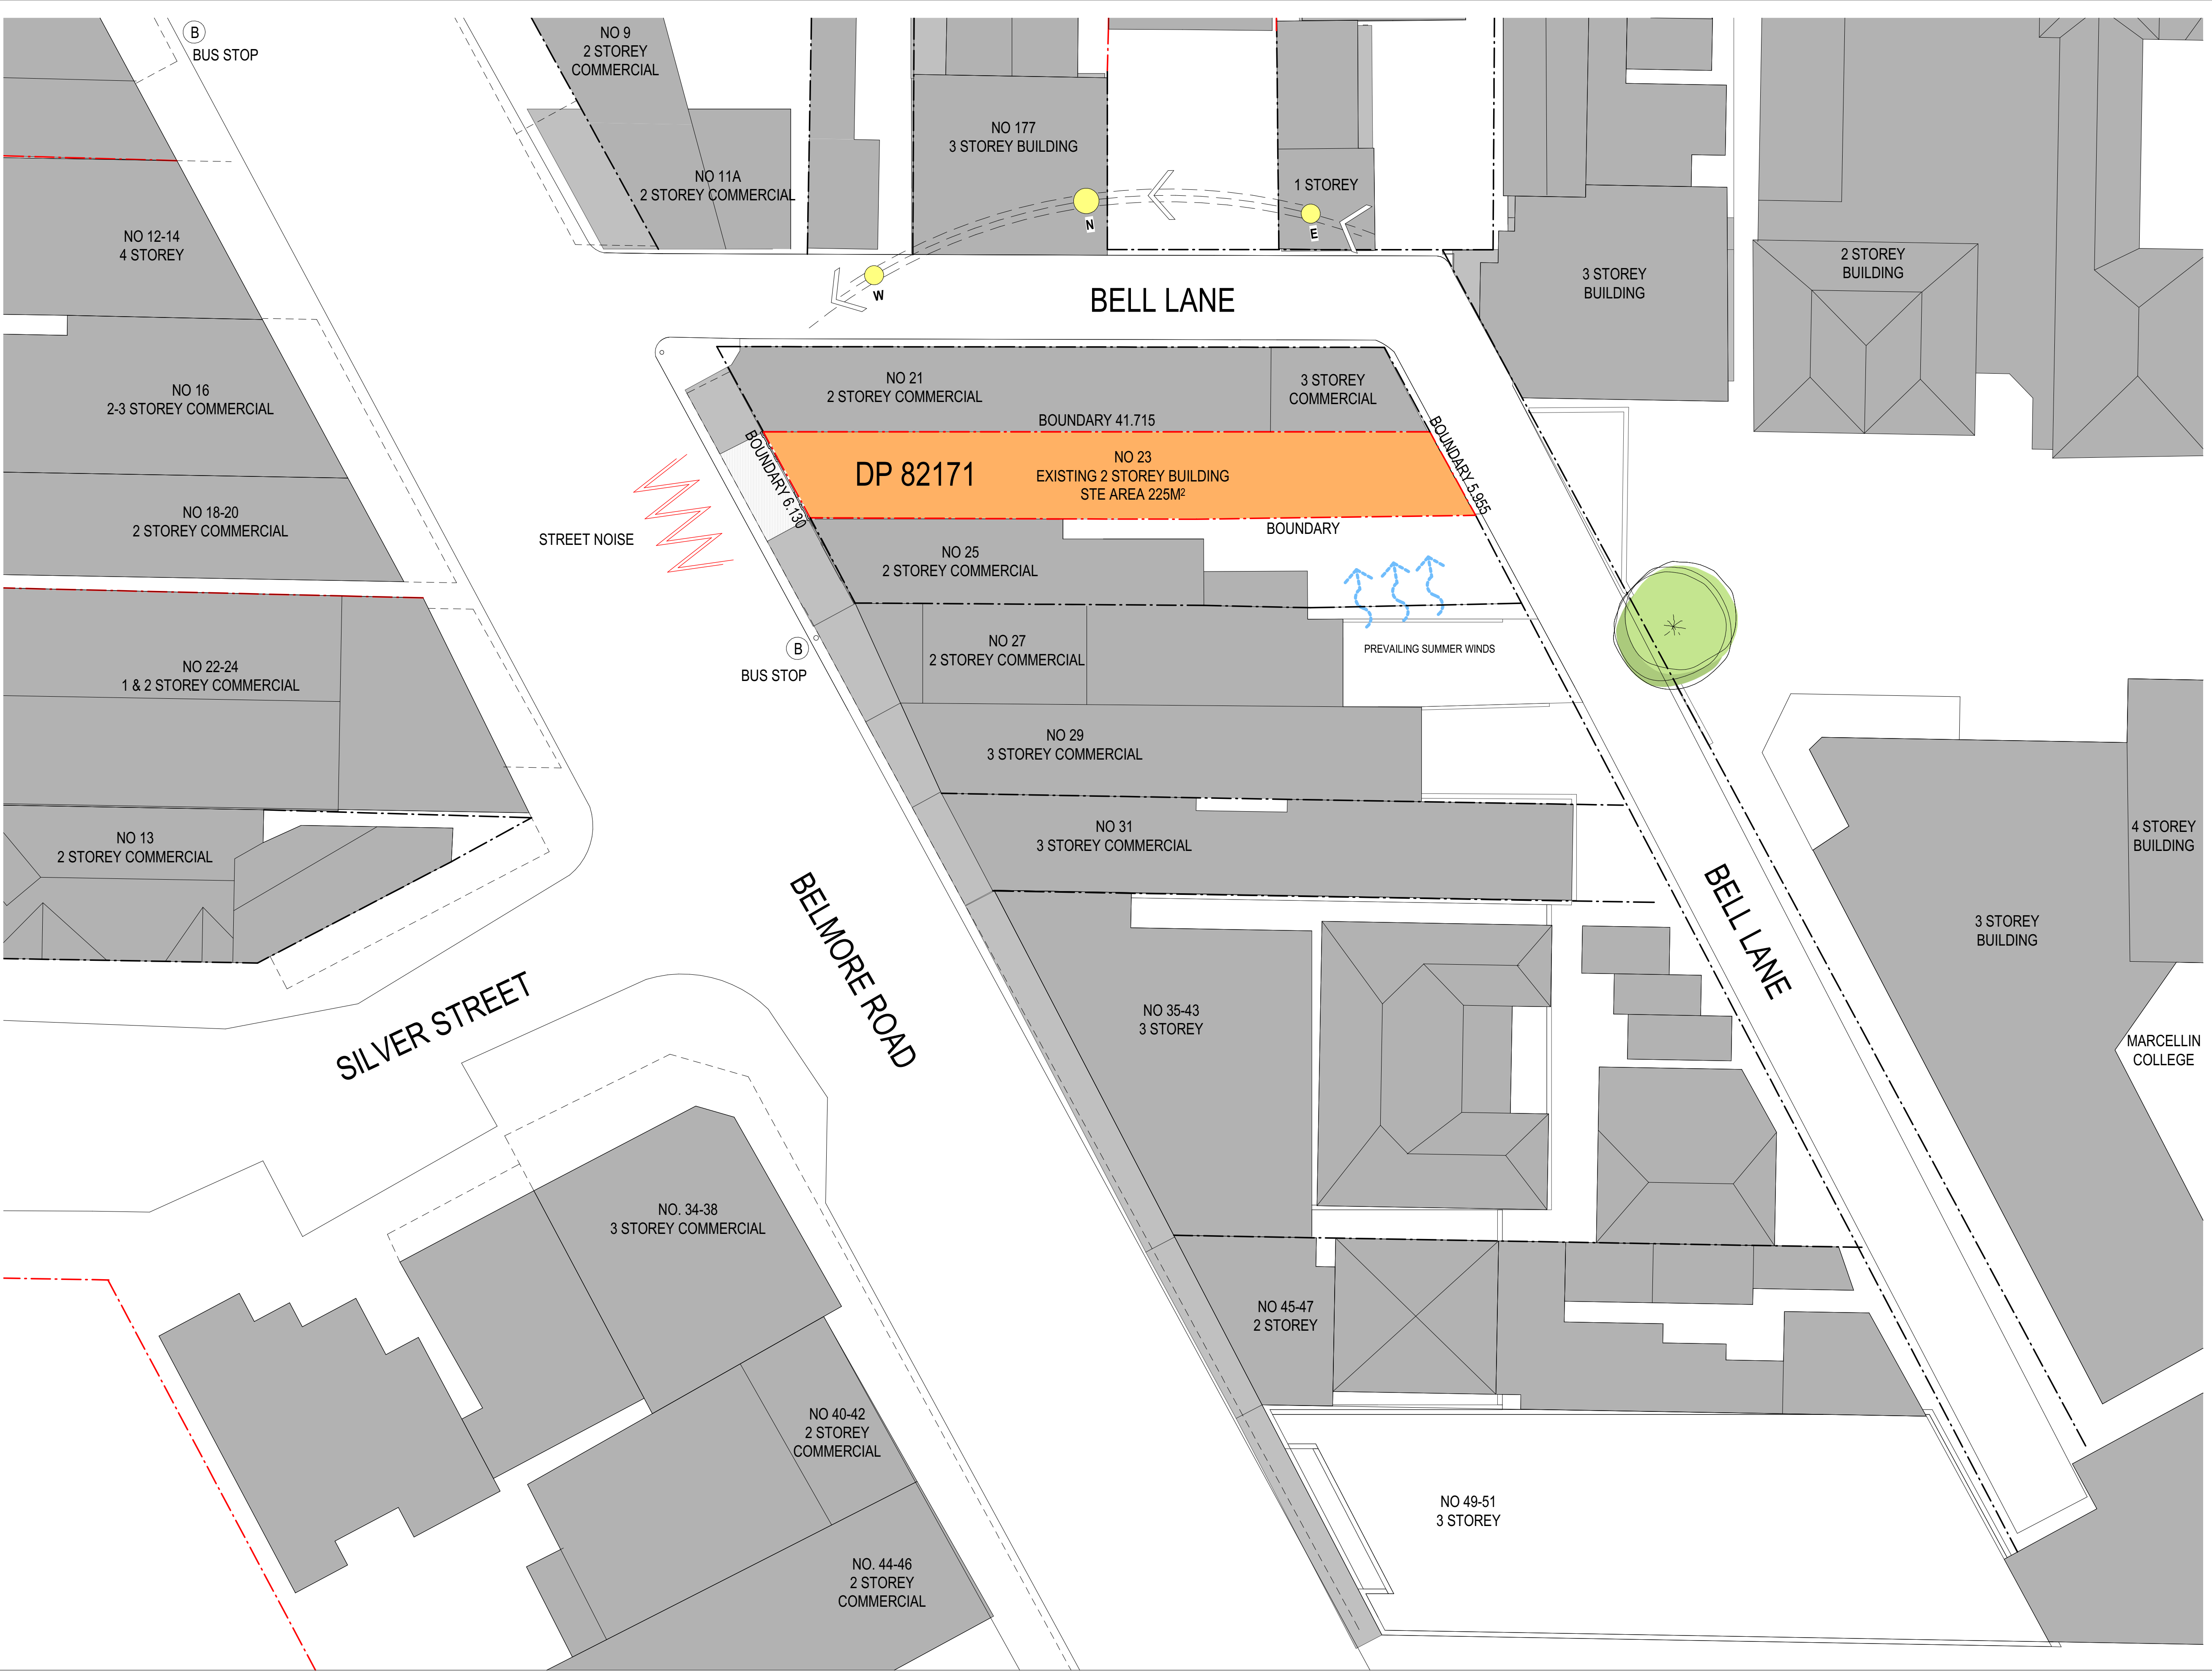 B
BUS STOP
NO 9
2 STOREY
COMMERCIAL
NO 177
3 STOREY BUILDING
NO 11A
2 STOREY COMMERCIAL
1 STOREY
N
E
W
NO 12-14
4 STOREY
BELL LANE
3 STOREY
BUILDING
2 STOREY
BUILDING
NO 16
2-3 STOREY COMMERCIAL
NO 21
2 STOREY COMMERCIAL
3 STOREY
COMMERCIAL
BOUNDARY 41.715
BOUNDARY 6.130
DP 82171
NO 23
EXISTING 2 STOREY BUILDING
STE AREA 225M²
BOUNDARY 5.955
BOUNDARY
NO 18-20
2 STOREY COMMERCIAL
STREET NOISE
NO 25
2 STOREY COMMERCIAL
B
BUS STOP
NO 27
2 STOREY COMMERCIAL
PREVAILING SUMMER WINDS
NO 22-24
1 & 2 STOREY COMMERCIAL
NO 29
3 STOREY COMMERCIAL
NO 13
2 STOREY COMMERCIAL
NO 31
3 STOREY COMMERCIAL
4 STOREY
BUILDING
BELMORE ROAD
BELL LANE
3 STOREY
BUILDING
SILVER STREET
NO 35-43
3 STOREY
MARCELLIN
COLLEGE
NO. 34-38
3 STOREY COMMERCIAL
NO 45-47
2 STOREY
NO 40-42
2 STOREY
COMMERCIAL
NO 49-51
3 STOREY
NO. 44-46
2 STOREY
COMMERCIAL